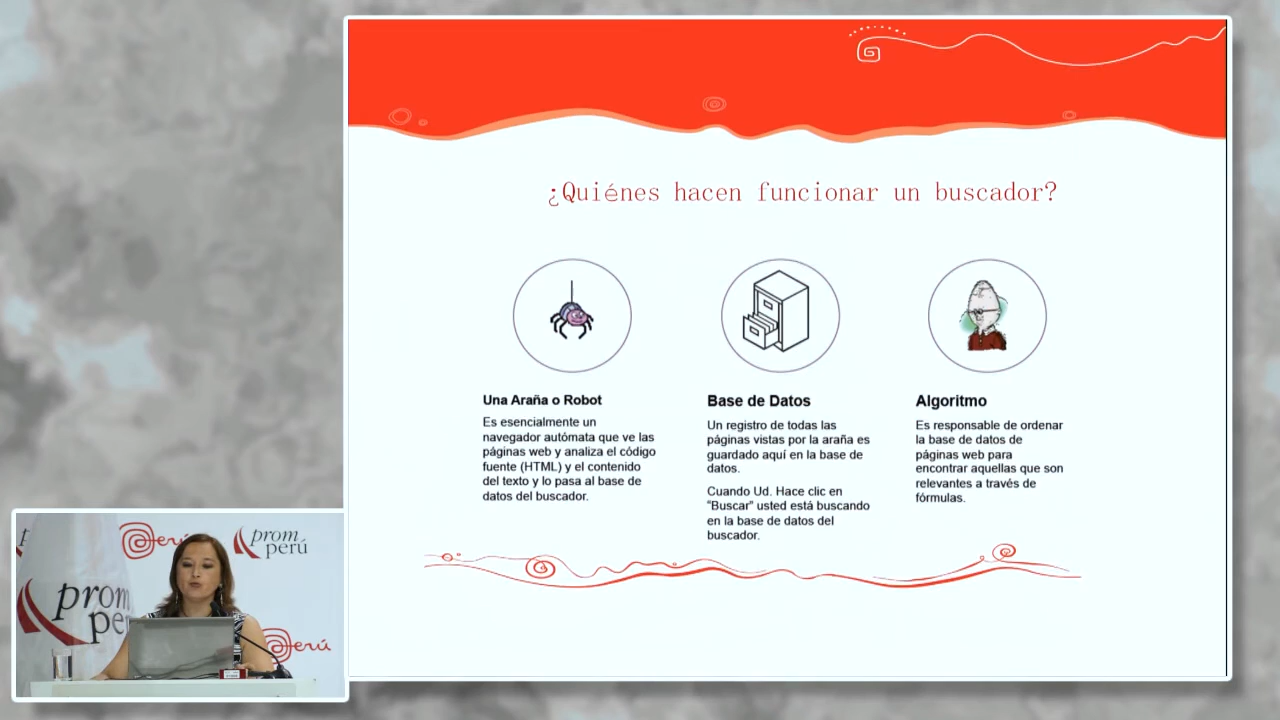 ¿Quiénes hacen funcionar un buscador?
Una Araña o Robot
Es esencialmente un
navegador autómata que ve las
páginas web y analiza el código
fuente (HTML) y el contenido
del texto y lo pasa al base de
datos del buscador.
Base de Datos
Un registro de todas las
páginas vistas por la araña es
guardado aquí en la base de
datos.
Cuando Ud. Hace clic en
"Buscar" usted está buscando
en la base de datos del
buscador.
Algoritmo
Es responsable de ordenar
la base de datos de
páginas web para
encontrar aquellas que son
relevantes a través de
fórmulas.
Perú
prom
perú
prom
pe
Perú